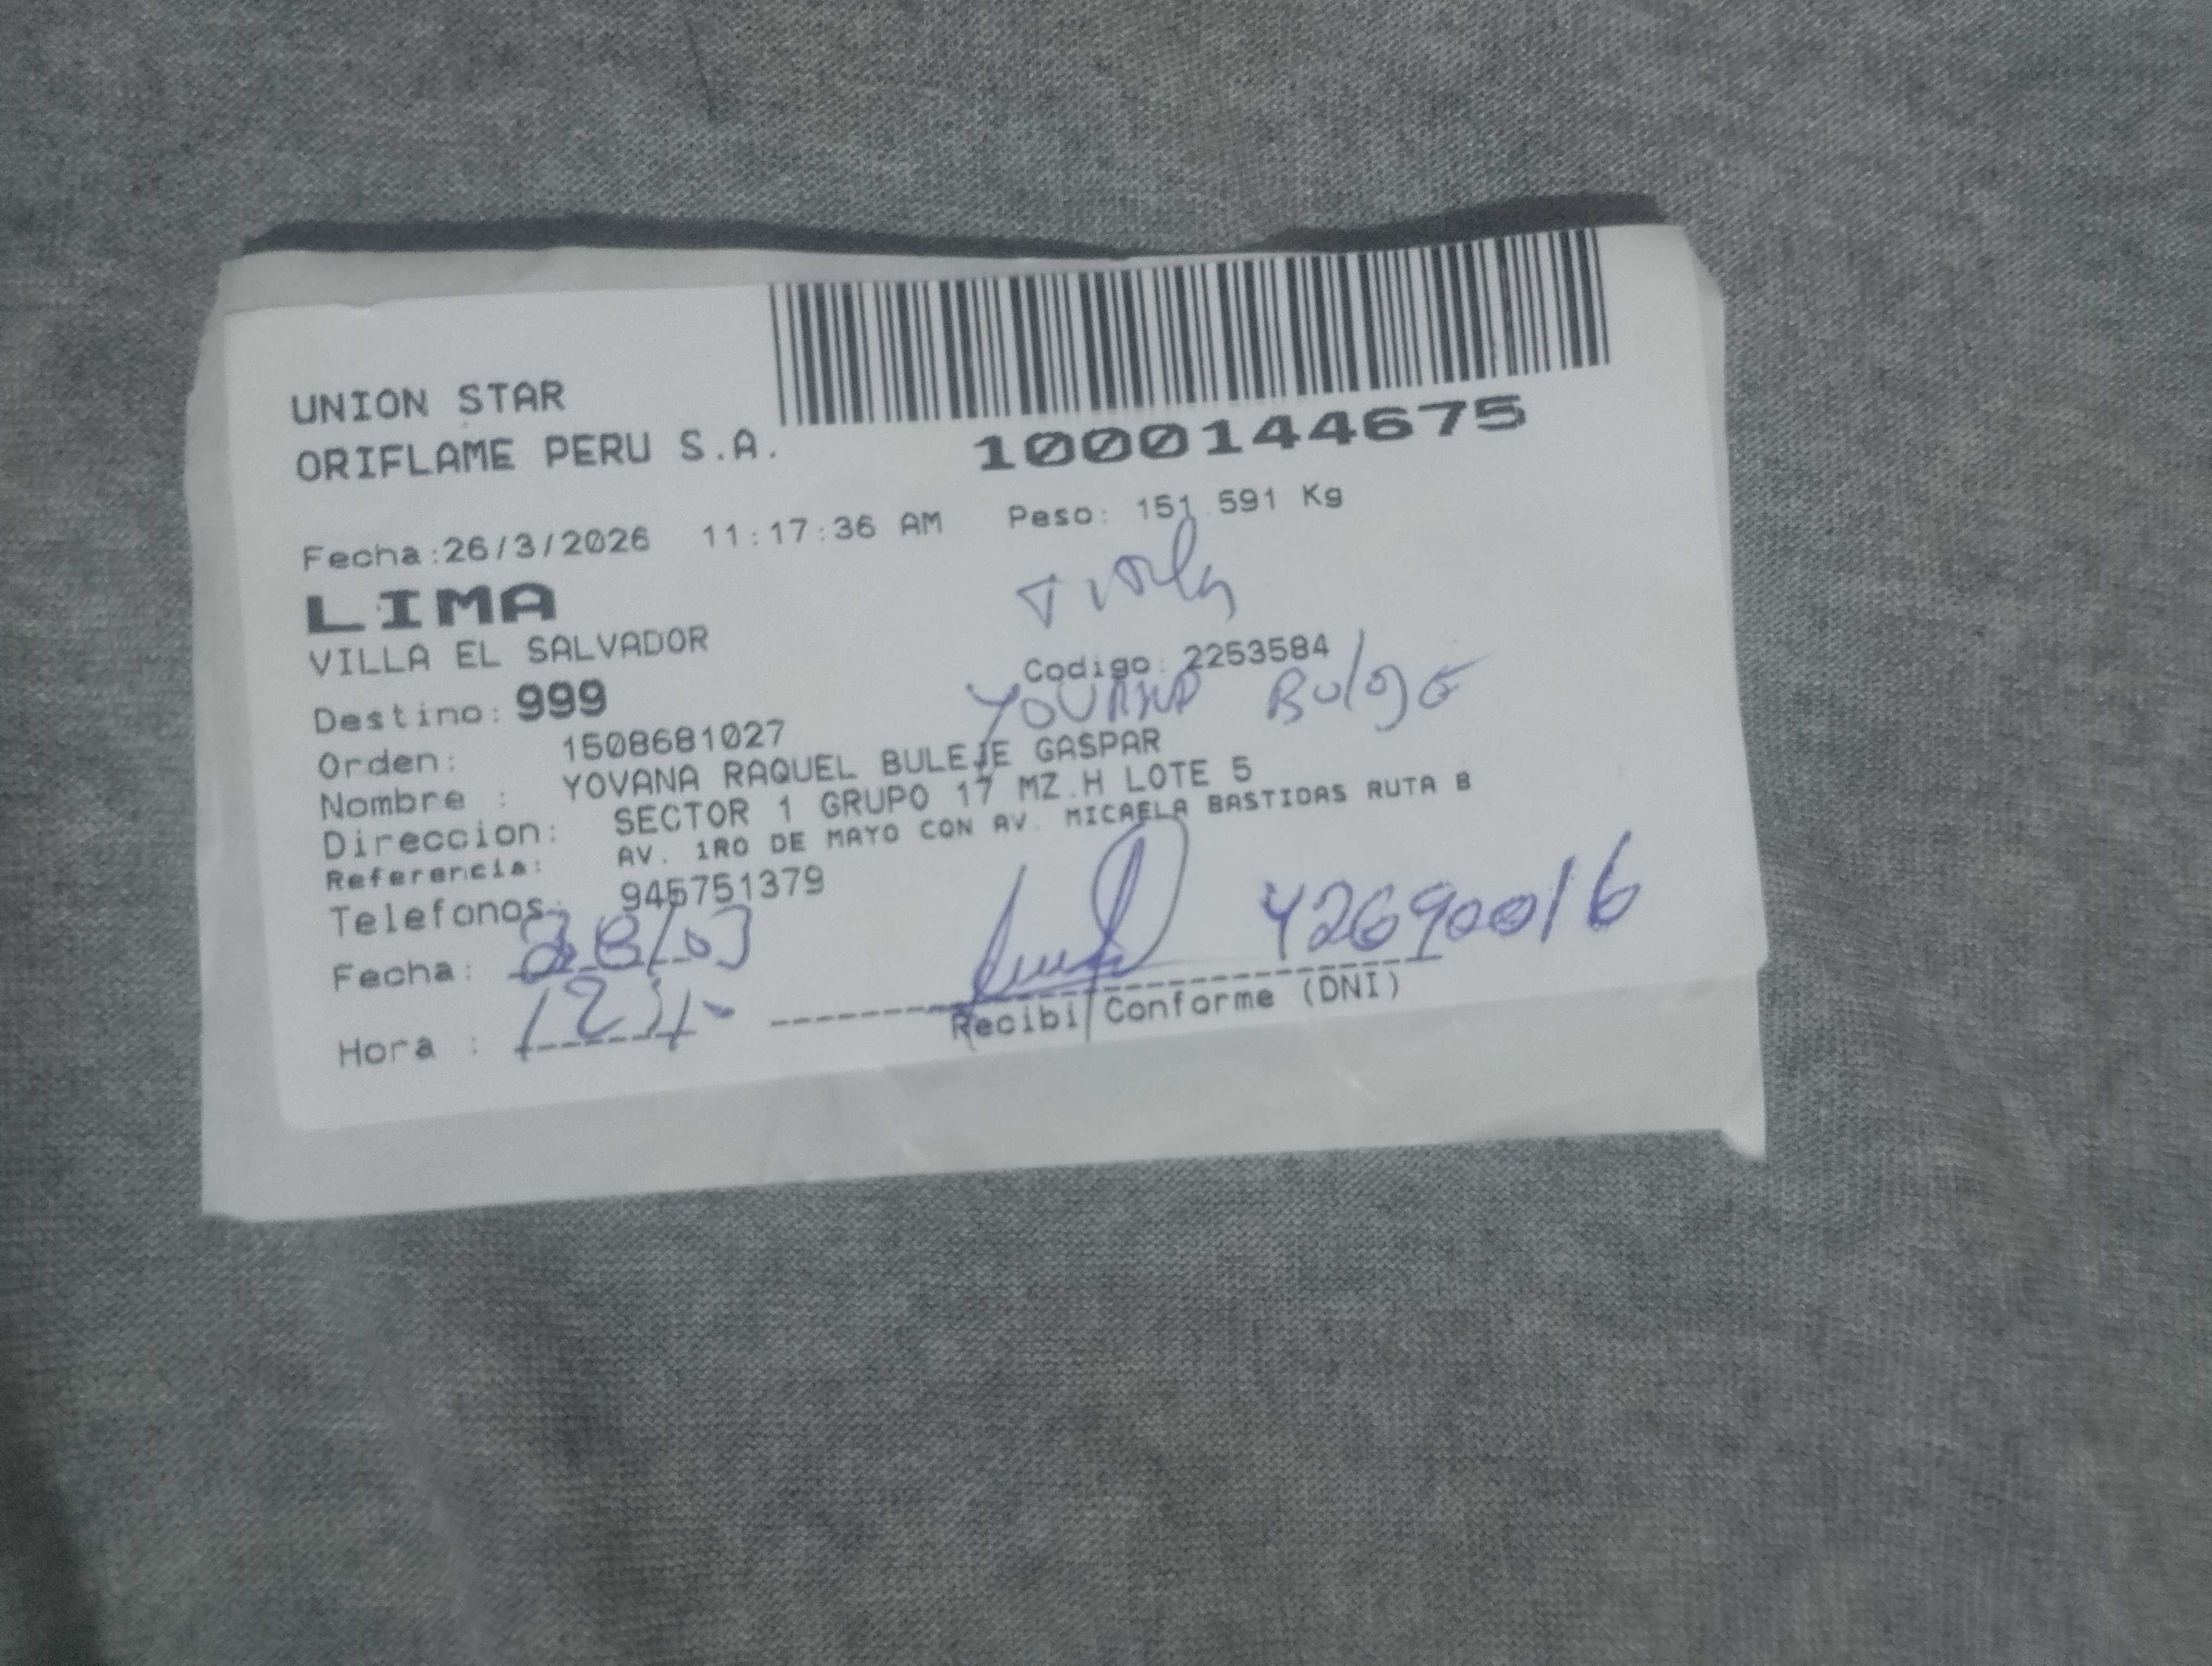 UNION STAR
ORIFLAME PERU S.A.
1000144675
Fecha:26/3/2026 11:17:36 AM Peso: 151.591 Kg
LIMA
VILLA EL SALVADOR
Codigo: 2253584
Destino: 999
Orden: 1508681027
Nombre : YOVANA RAQUEL BULEJE GASPAR
Direccion: SECTOR 1 GRUPO 17 MZ.H LOTE 5
Referencia: AV. 1RO DE MAYO CON AV. MICAELA BASTIDAS RUTA B
Telefonos: 945751379
Fecha: 28/03
42690016
Hora :
Recibi Conforme (DNI)